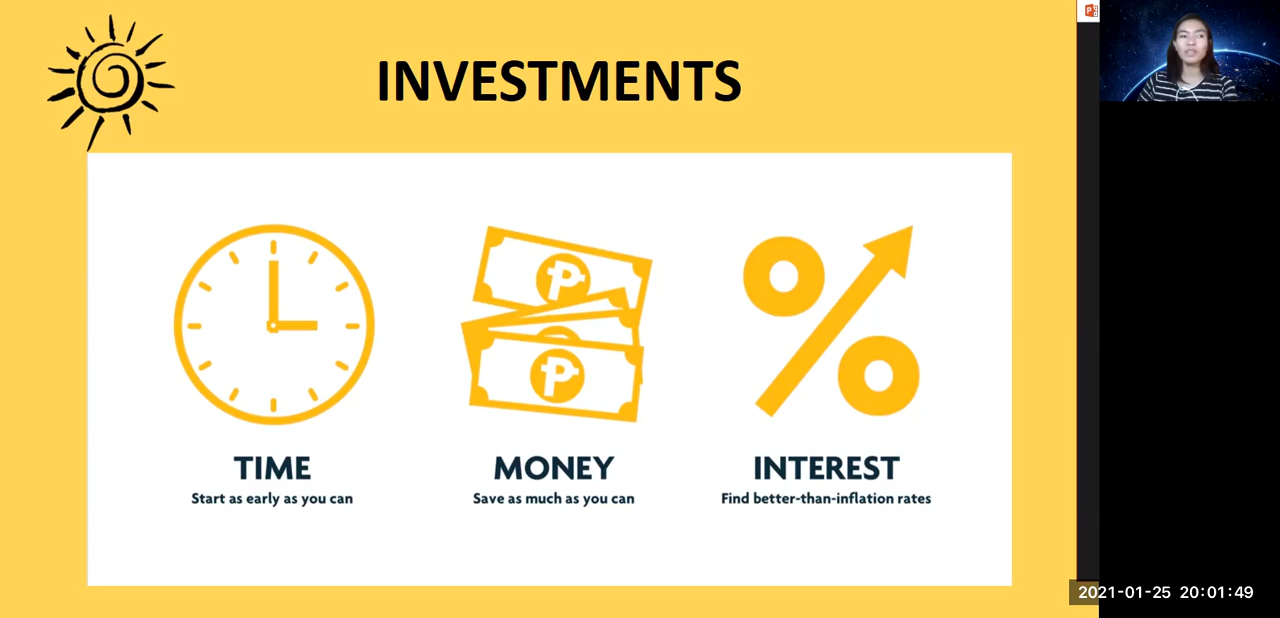 INVESTMENTS
TIME
Start as early as you can
MONEY
Save as much as you can
INTEREST
Find better-than-inflation rates
2021-01-25 20:01:49